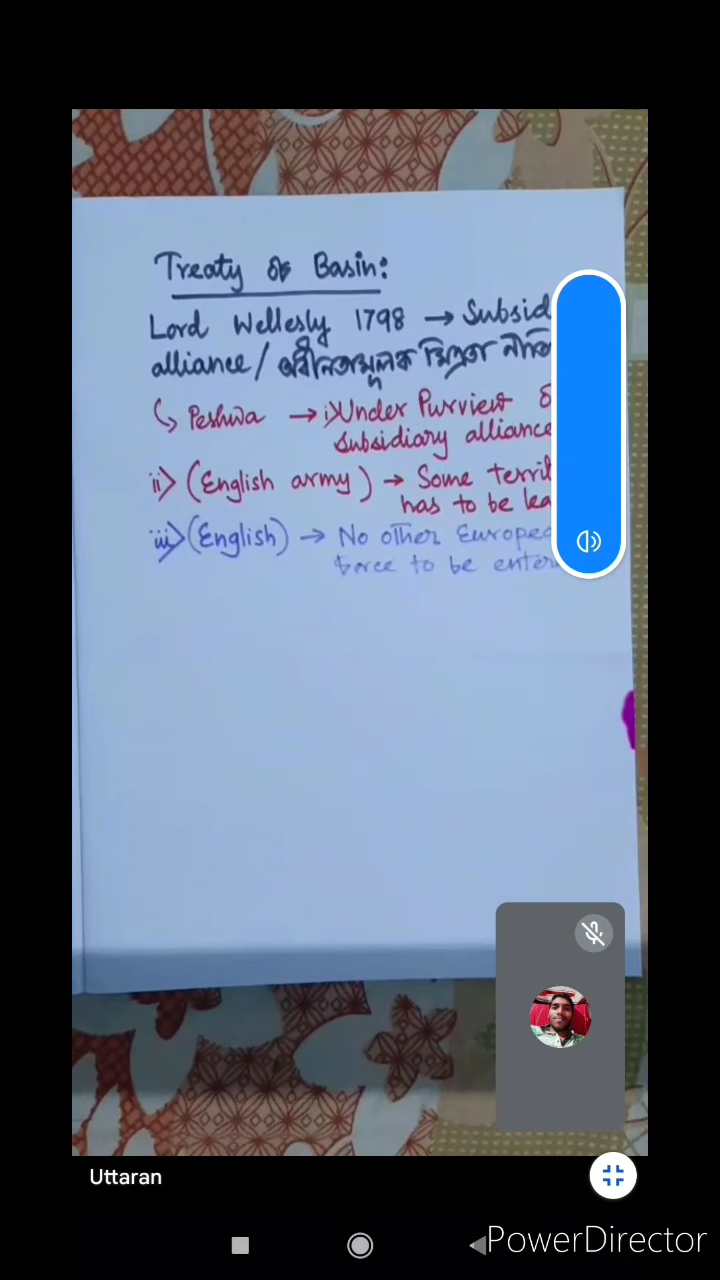 Treaty of Basin:
Lord Wellesly 1798 → Subsid
alliance / অধীনতামূলক মিত্রতা নীতি
↳ Peshwa → i) Under Purview
Subsidiary alliance
ii) (English army) → Some territ
has to be lea
iii) (English) → No other Europea
force to be enter
Uttaran
PowerDirector